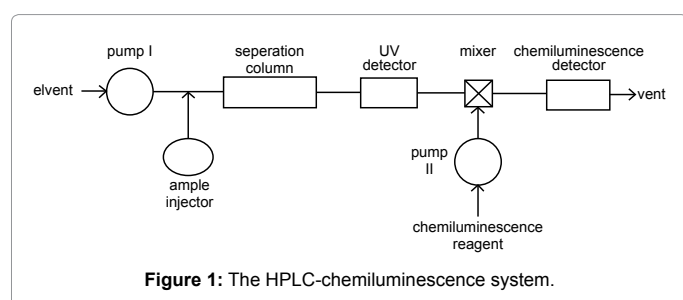 pump I
seperation
column
UV
detector
mixer
chemiluminescence
detector
elvent
vent
ample
injector
pump
II
chemiluminescence
reagent
Figure 1: The HPLC-chemiluminescence system.